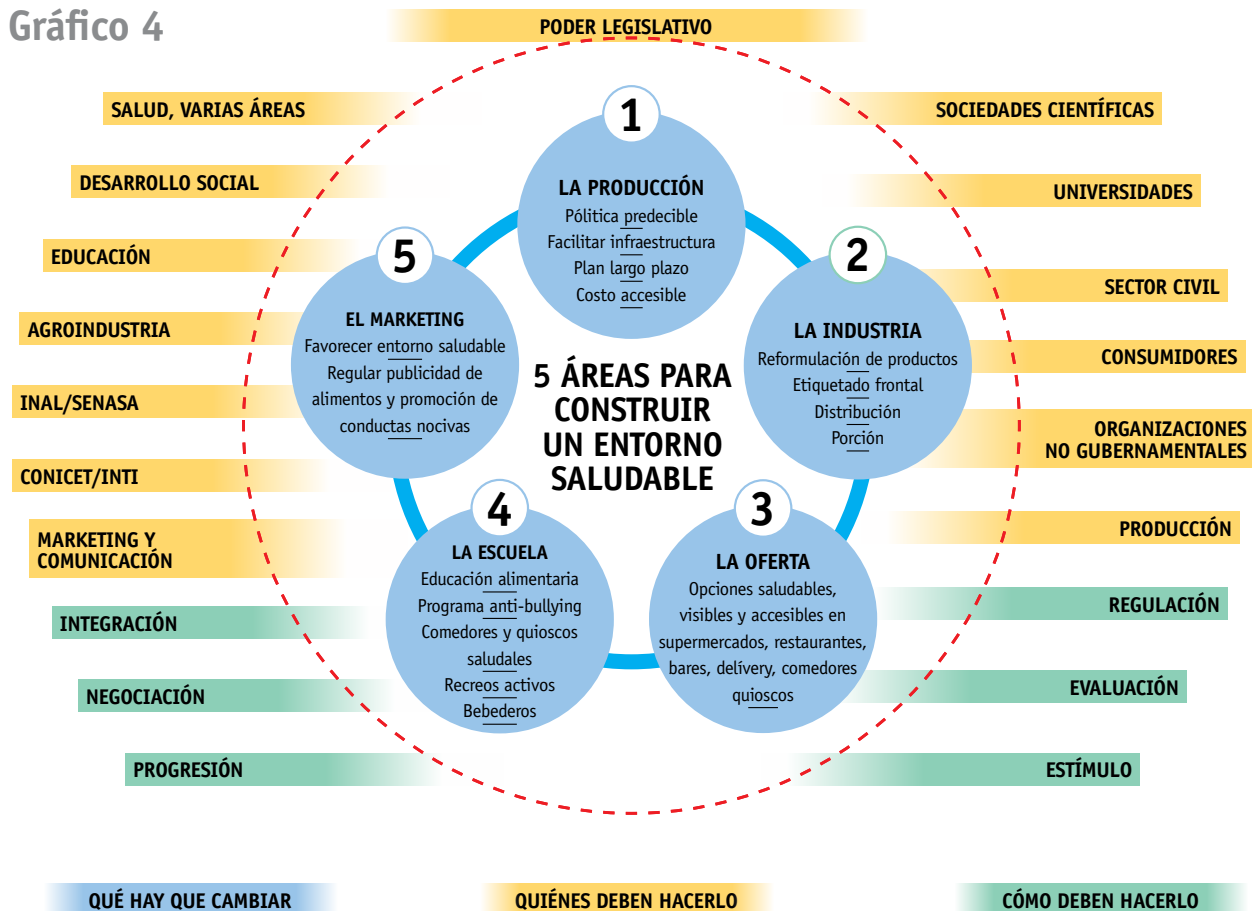 Gráfico 4
PODER LEGISLATIVO
SALUD, VARIAS ÁREAS
DESARROLLO SOCIAL
EDUCACIÓN
AGROINDUSTRIA
INAL/SENASA
CONICET/INTI
MARKETING Y
COMUNICACIÓN
INTEGRACIÓN
NEGOCIACIÓN
PROGRESIÓN
SOCIEDADES CIENTÍFICAS
UNIVERSIDADES
SECTOR CIVIL
CONSUMIDORES
ORGANIZACIONES
NO GUBERNAMENTALES
PRODUCCIÓN
REGULACIÓN
EVALUACIÓN
ESTÍMULO
5 ÁREAS PARA
CONSTRUIR
UN ENTORNO
SALUDABLE
1
LA PRODUCCIÓN
Pólitica predecible
Facilitar infraestructura
Plan largo plazo
Costo accesible
2
LA INDUSTRIA
Reformulación de productos
Etiquetado frontal
Distribución
Porción
3
LA OFERTA
Opciones saludables,
visibles y accesibles en
supermercados, restaurantes,
bares, delívery, comedores
quioscos
4
LA ESCUELA
Educación alimentaria
Programa anti-bullying
Comedores y quioscos
saludales
Recreos activos
Bebederos
5
EL MARKETING
Favorecer entorno saludable
Regular publicidad de
alimentos y promoción de
conductas nocivas
QUÉ HAY QUE CAMBIAR
QUIÉNES DEBEN HACERLO
CÓMO DEBEN HACERLO